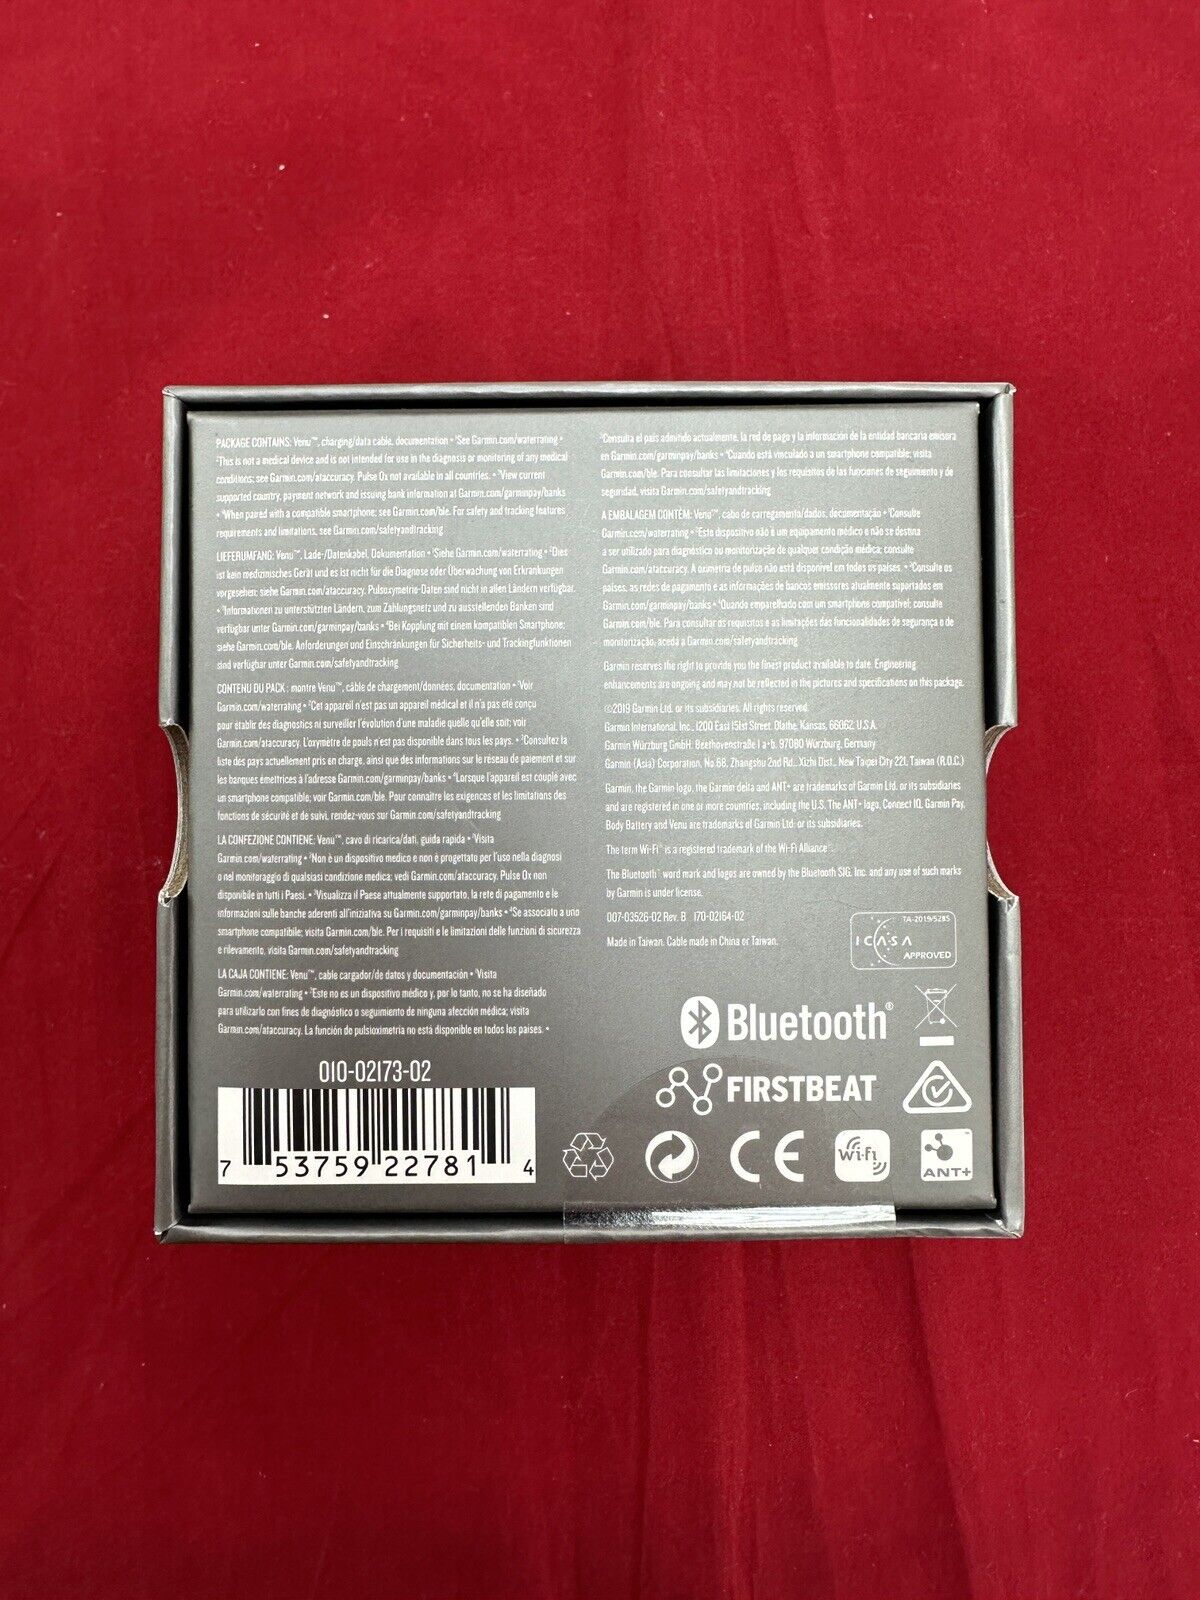 PACKAGE CONTAINS: Venu™, charging/data cable, documentation • ¹See Garmin.com/waterrating •
²This is not a medical device and is not intended for use in the diagnosis or monitoring of any medical
condition; see Garmin.com/ataccuracy. Pulse Ox not available in all countries. • ³View current
supported country, payment network and issuing bank information at Garmin.com/garminpay/banks
• ⁴When paired with a compatible smartphone; see Garmin.com/ble. For safety and tracking features
requirements and limitations, see Garmin.com/safetyandtracking
LIEFERUMFANG: Venu™, Lade-/Datenkabel, Dokumentation • ¹Siehe Garmin.com/waterrating • ²Dies
ist kein medizinisches Gerät und es ist nicht für die Diagnose oder Überwachung von Erkrankungen
vorgesehen; siehe Garmin.com/ataccuracy. Pulsoxymetrie-Daten sind nicht in allen Ländern verfügbar.
• ³Informationen zu unterstützten Ländern, zum Zahlungsnetz und zu ausstellenden Banken sind
verfügbar unter Garmin.com/garminpay/banks • ⁴Bei Kopplung mit einem kompatiblen Smartphone;
siehe Garmin.com/ble. Anforderungen und Einschränkungen für Sicherheits- und Trackingfunktionen
sind verfügbar unter Garmin.com/safetyandtracking
CONTENU DU PACK : montre Venu™, câble de chargement/données, documentation • ¹Voir
Garmin.com/waterrating • ²Cet appareil n'est pas un appareil médical et il n'a pas été conçu
pour établir des diagnostics ni surveiller l'évolution d'une maladie quelle qu'elle soit; voir
Garmin.com/ataccuracy. L'oxymètre de pouls n'est pas disponible dans tous les pays. • ³Consultez la
liste des pays actuellement pris en charge, ainsi que des informations sur le réseau de paiement et sur
les banques émettrices à l'adresse Garmin.com/garminpay/banks • ⁴Lorsque l'appareil est couplé avec
un smartphone compatible; voir Garmin.com/ble. Pour connaître les exigences et les limitations des
fonctions de sécurité et de suivi, rendez-vous sur Garmin.com/safetyandtracking
LA CONFEZIONE CONTIENE: Venu™, cavo di ricarica/dati, guida rapida • ¹Visita
Garmin.com/waterrating • ²Non è un dispositivo medico e non è progettato per l'uso nella diagnosi
o nel monitoraggio di qualsiasi condizione medica; vedi Garmin.com/ataccuracy. Pulse Ox non
disponibile in tutti i Paesi. • ³Visualizza il Paese attualmente supportato, la rete di pagamento e le
informazioni sulle banche aderenti all'iniziativa su Garmin.com/garminpay/banks • ⁴Se associato a uno
smartphone compatibile; visita Garmin.com/ble. Per i requisiti e le limitazioni delle funzioni di sicurezza
e rilevamento, visita Garmin.com/safetyandtracking
LA CAJA CONTIENE: Venu™, cable cargador/de datos y documentación • ¹Visita
Garmin.com/waterrating • ²Este no es un dispositivo médico y, por lo tanto, no se ha diseñado
para utilizarlo con fines de diagnóstico o seguimiento de ninguna afección médica; visita
Garmin.com/ataccuracy. La función de pulsioximetría no está disponible en todos los países. •
010-02173-02
7 53759 22781 4
³Consulta el país admitido actualmente, la red de pago y la información de la entidad bancaria emisora
en Garmin.com/garminpay/banks • ⁴Cuando está vinculado a un smartphone compatible; visita
Garmin.com/ble. Para consultar las limitaciones y los requisitos de las funciones de seguimiento y de
seguridad, visita Garmin.com/safetyandtracking
A EMBALAGEM CONTÉM: Venu™, cabo de carregamento/dados, documentação • ¹Consulte
Garmin.com/waterrating • ²Este dispositivo não é um equipamento médico e não se destina
a ser utilizado para diagnóstico ou monitorização de qualquer condição médica; consulte
Garmin.com/ataccuracy. A oximetria de pulso não está disponível em todos os países. • ³Consulte os
países, as redes de pagamento e as informações de bancos emissores atualmente suportados em
Garmin.com/garminpay/banks • ⁴Quando emparelhado com um smartphone compatível; consulte
Garmin.com/ble. Para consultar os requisitos e as limitações das funcionalidades de segurança e de
monitorização, aceda a Garmin.com/safetyandtracking
Garmin reserves the right to provide you the finest product available to date. Engineering
enhancements are ongoing and may not be reflected in the pictures and specifications on this package.
©2019 Garmin Ltd. or its subsidiaries. All rights reserved.
Garmin International, Inc., 1200 East 151st Street, Olathe, Kansas, 66062, U.S.A.
Garmin Würzburg GmbH, Beethovenstraße 1 a+b, 97080 Würzburg, Germany
Garmin (Asia) Corporation, No.68, Zhangshu 2nd Rd., Xizhi Dist., New Taipei City 221, Taiwan (R.O.C.)
Garmin, the Garmin logo, the Garmin delta and ANT+ are trademarks of Garmin Ltd. or its subsidiaries
and are registered in one or more countries, including the U.S. The ANT+ logo, Connect IQ, Garmin Pay,
Body Battery and Venu are trademarks of Garmin Ltd. or its subsidiaries.
The term Wi-Fi® is a registered trademark of the Wi-Fi Alliance®.
The Bluetooth® word mark and logos are owned by the Bluetooth SIG, Inc. and any use of such marks
by Garmin is under license.
007-03526-02 Rev. B 170-02164-02
Made in Taiwan. Cable made in China or Taiwan.
TA-2019/5285
ICASA
APPROVED
Bluetooth®
FIRSTBEAT
CE
Wi-Fi
ANT+